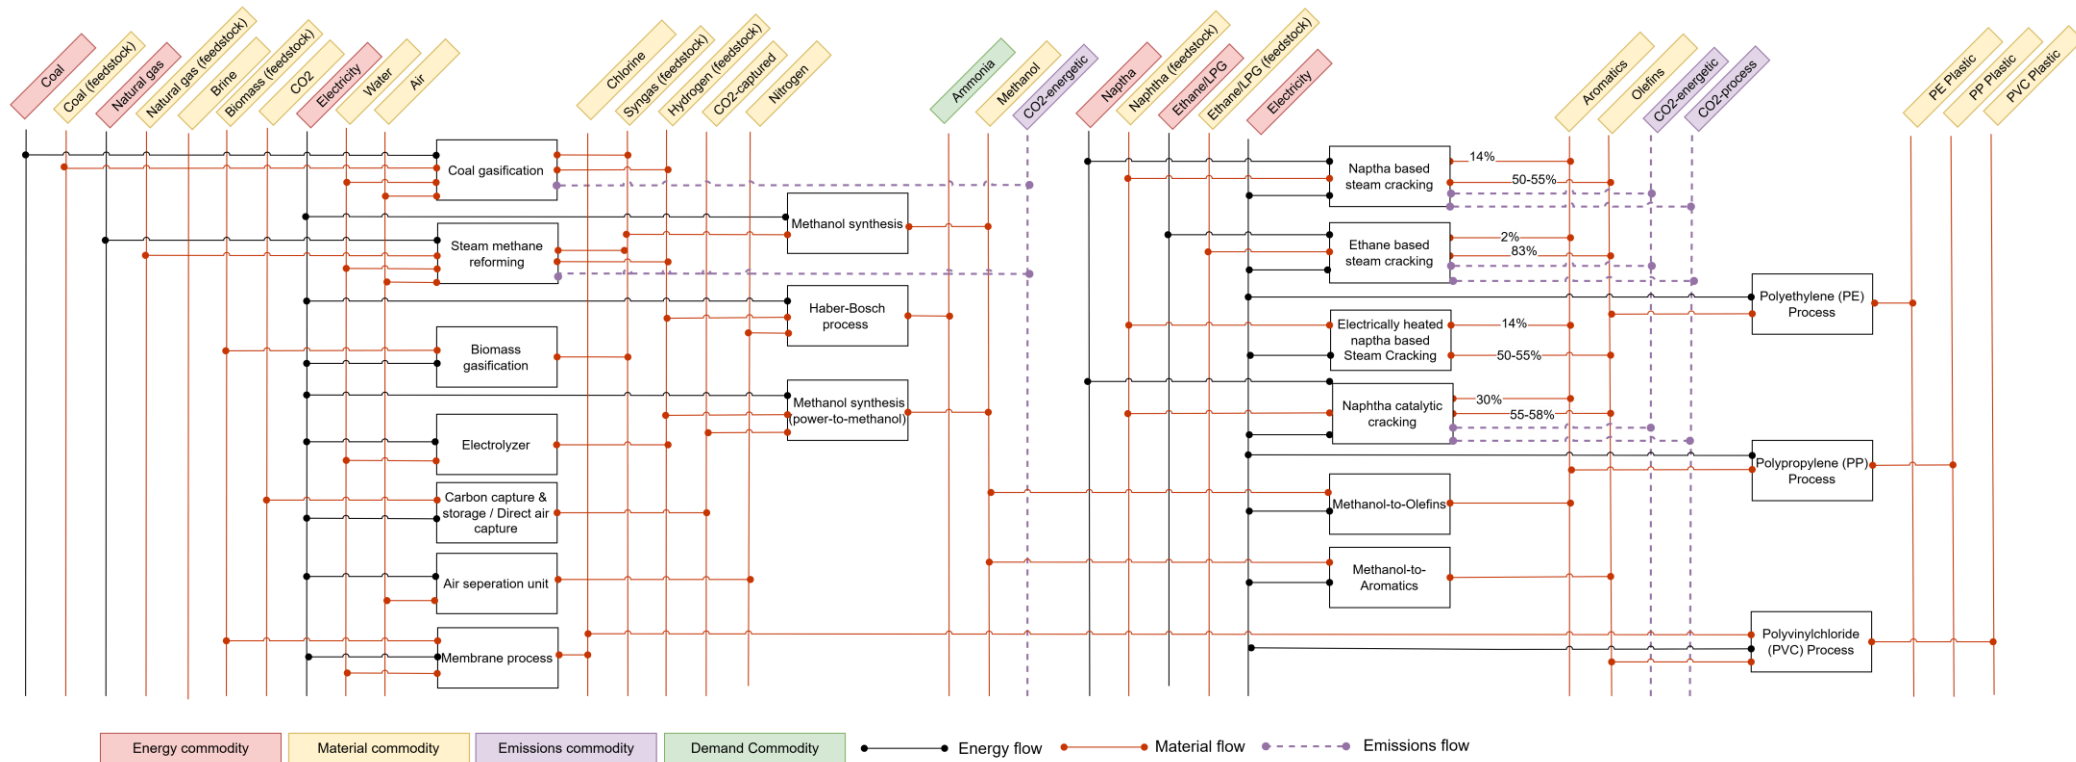 Coal
Coal (feedstock)
Natural gas
Natural gas (feedstock)
Brine
Biomass (feedstock)
CO2
Electricity
Water
Air
Chlorine
Syngas (feedstock)
Hydrogen (feedstock)
CO2-captured
Nitrogen
Ammonia
Methanol
CO2-energetic
Naptha
Naphtha (feedstock)
Ethane/LPG
Ethane/LPG (feedstock)
Electricity
Aromatics
Olefins
CO2-energetic
CO2-process
PE Plastic
PP Plastic
PVC Plastic
Coal gasification
Steam methane
reforming
Biomass
gasification
Electrolyzer
Carbon capture &
storage / Direct air
capture
Air seperation unit
Membrane process
Methanol synthesis
Haber-Bosch
process
Methanol synthesis
(power-to-methanol)
Naptha based
steam cracking
14%
50-55%
Ethane based
steam cracking
2%
83%
Electrically heated
naptha based
Steam Cracking
14%
50-55%
Naphtha catalytic
cracking
30%
55-58%
Methanol-to-Olefins
Methanol-to-
Aromatics
Polyethylene (PE)
Process
Polypropylene (PP)
Process
Polyvinylchloride
(PVC) Process
Energy commodity
Material commodity
Emissions commodity
Demand Commodity
Energy flow
Material flow
Emissions flow